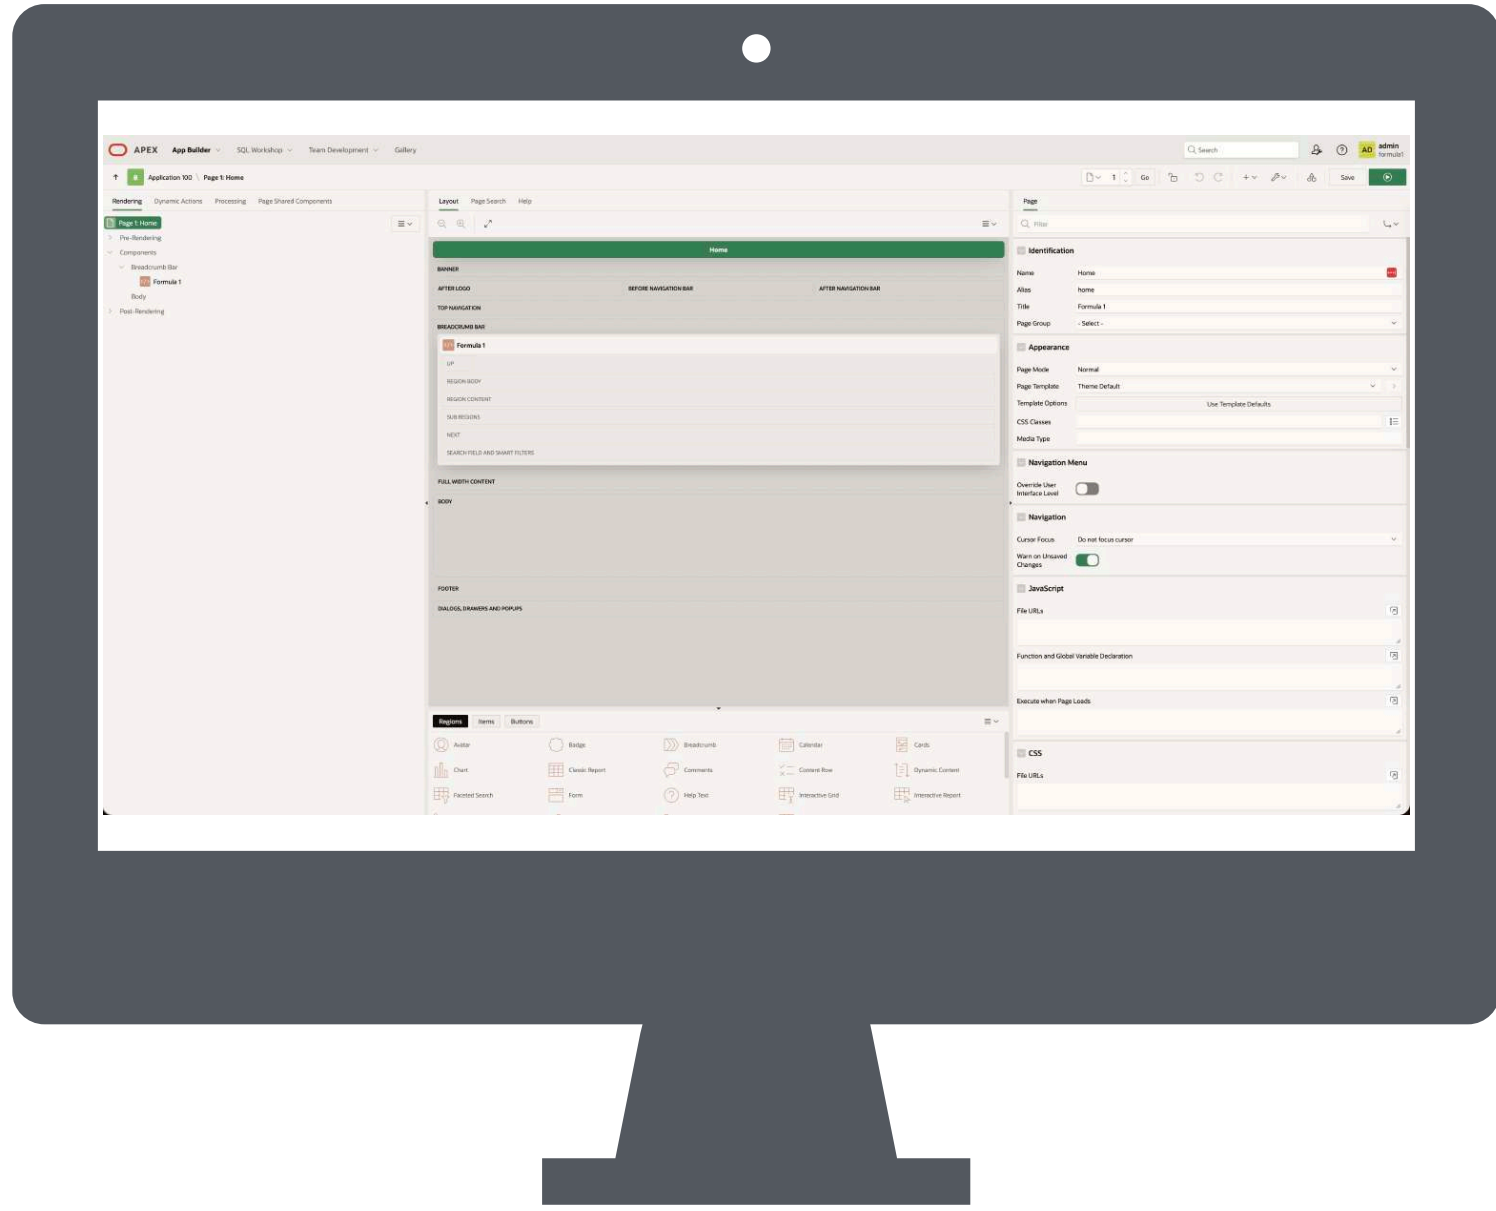 APEX App Builder SQL Workshop Team Development Gallery Search admin
AD formula1
Application 100 \ Page 1: Home 1 Go Save
Rendering Dynamic Actions Processing Page Shared Components
Page 1: Home
Pre-Rendering
Components
Breadcrumb Bar
Formula 1
Body
Post-Rendering
Layout Page Search Help
Home
BANNER
AFTER LOGO BEFORE NAVIGATION BAR AFTER NAVIGATION BAR
TOP NAVIGATION
BREADCRUMB BAR
Formula 1
UP
REGION BODY
REGION CONTENT
SUB REGIONS
NEXT
SEARCH FIELD AND SMART FILTERS
FULL WIDTH CONTENT
BODY
FOOTER
DIALOGS, DRAWERS AND POPUPS
Regions Items Buttons
Avatar Badge Breadcrumb Calendar Cards
Chart Classic Report Comments Content Row Dynamic Content
Faceted Search Form Help Text Interactive Grid Interactive Report
Page
Filter
Identification
Name Home
Alias home
Title Formula 1
Page Group - Select -
Appearance
Page Mode Normal
Page Template Theme Default
Template Options Use Template Defaults
CSS Classes
Media Type
Navigation Menu
Override User
Interface Level
Navigation
Cursor Focus Do not focus cursor
Warn on Unsaved
Changes
JavaScript
File URLs
Function and Global Variable Declaration
Execute when Page Loads
CSS
File URLs